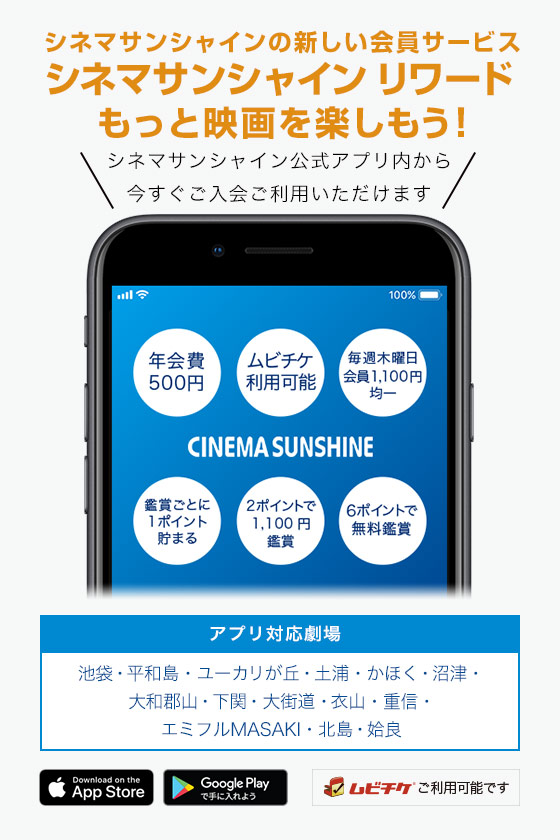 シネマサンシャインの新しい会員サービス
シネマサンシャイン リワード
もっと映画を楽しもう!
シネマサンシャイン公式アプリ内から
今すぐご入会ご利用いただけます
100%
年会費
500円
ムビチケ
利用可能
毎週木曜日
会員1,100円
均一
CINEMA SUNSHINE
鑑賞ごとに
1ポイント
貯まる
2ポイントで
1,100円
鑑賞
6ポイントで
無料鑑賞
アプリ対応劇場
池袋・平和島・ユーカリが丘・土浦・かほく・沼津・
大和郡山・下関・大街道・衣山・重信・
エミフルMASAKI・北島・姶良
Download on the
App Store
Google Play
で手に入れよう
ムビチケ ご利用可能です